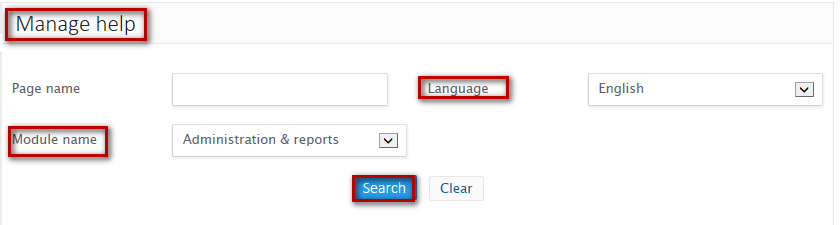 Manage help
Page name Language English
Module name Administration & reports
Search Clear